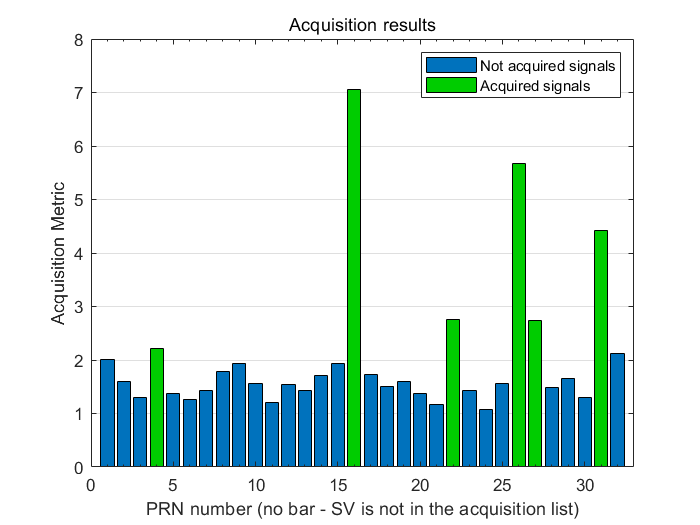 Acquisition results
8
7
6
5
4
3
2
1
0
Acquisition Metric
Not acquired signals
Acquired signals
0 5 10 15 20 25 30
PRN number (no bar - SV is not in the acquisition list)